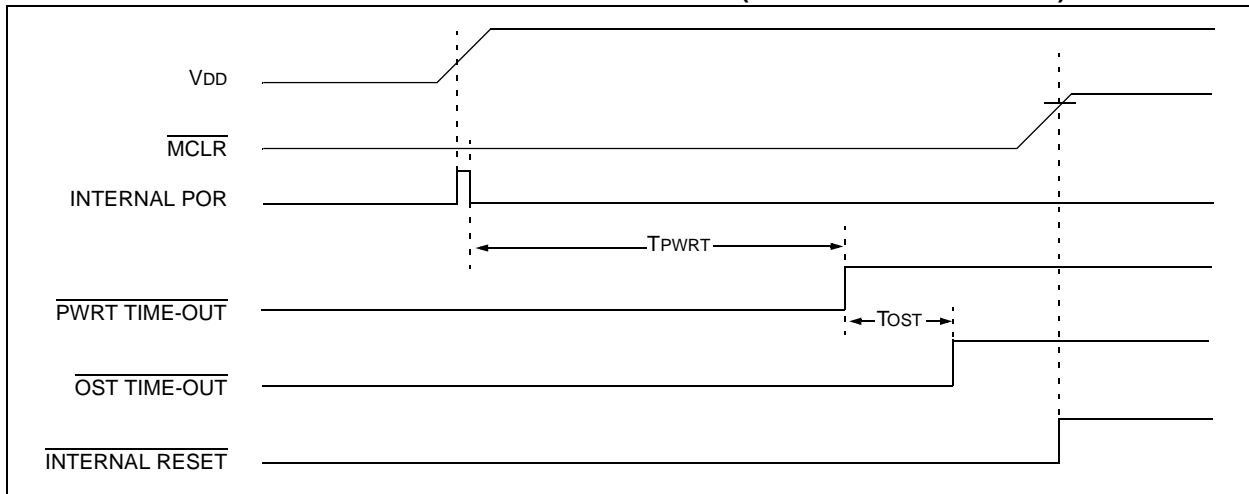 VDD
MCLR
INTERNAL POR
TPWRT
PWRT TIME-OUT
TOST
OST TIME-OUT
INTERNAL RESET